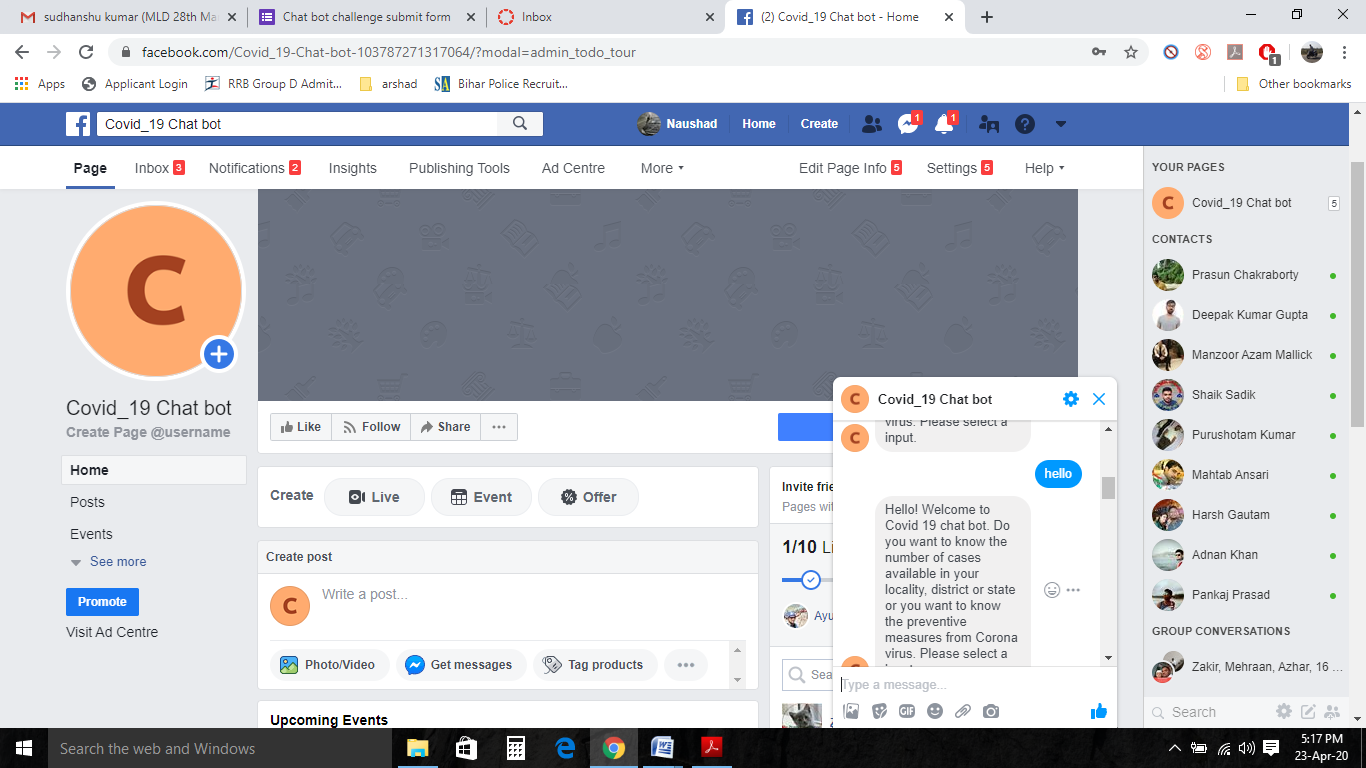 sudhanshu kumar (MLD 28th Ma
Chat bot challenge submit form
Inbox
(2) Covid_19 Chat bot - Home
facebook.com/Covid_19-Chat-bot-103787271317064/?modal=admin_todo_tour
1
Apps
Applicant Login
RRB Group D Admit...
arshad
SA
Bihar Police Recruit...
Other bookmarks
Covid_19 Chat bot
Naushad
Home
Create
1
1
Page
Inbox 3
Notifications 2
Insights
Publishing Tools
Ad Centre
More
Edit Page Info 5
Settings 5
Help
C
Covid_19 Chat bot
Create Page @username
Home
Posts
Events
See more
Promote
Visit Ad Centre
Like
Follow
Share
Create
Live
Event
Offer
Create post
C
Write a post...
Photo/Video
Get messages
Tag products
Upcoming Events
Invite frie
Pages wit
1/10 Li
Ayu
Sea
C
Covid_19 Chat bot
C
virus. Please select a
input.
hello
Hello! Welcome to
Covid 19 chat bot. Do
you want to know the
number of cases
available in your
locality, district or state
or you want to know
the preventive
measures from Corona
virus. Please select a
Type a message...
GIF
YOUR PAGES
C
Covid_19 Chat bot
5
CONTACTS
Prasun Chakraborty
Deepak Kumar Gupta
Manzoor Azam Mallick
Shaik Sadik
Purushotam Kumar
Mahtab Ansari
Harsh Gautam
Adnan Khan
Pankaj Prasad
GROUP CONVERSATIONS
Zakir, Mehraan, Azhar, 16 ...
Search
Search the web and Windows
5:17 PM
23-Apr-20